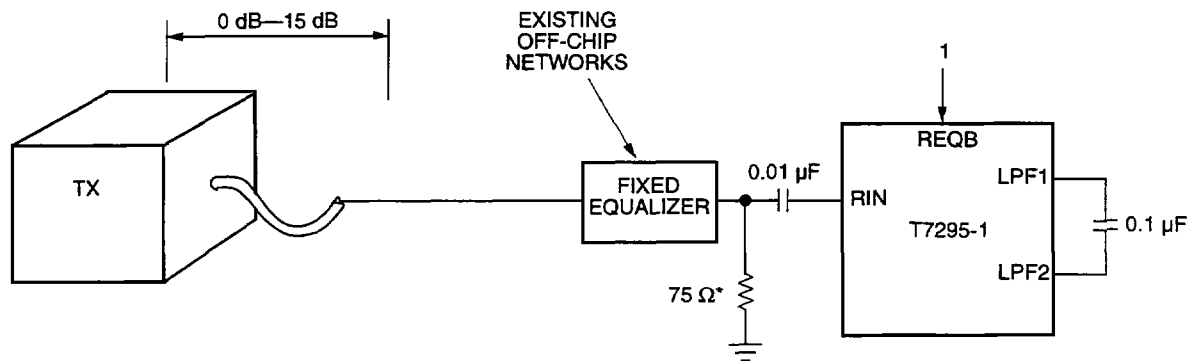 0 dB—15 dB
EXISTING
OFF-CHIP
NETWORKS
1
REQB
TX
FIXED
EQUALIZER
0.01 µF
RIN
LPF1
T7295-1
0.1 µF
LPF2
75 Ω*